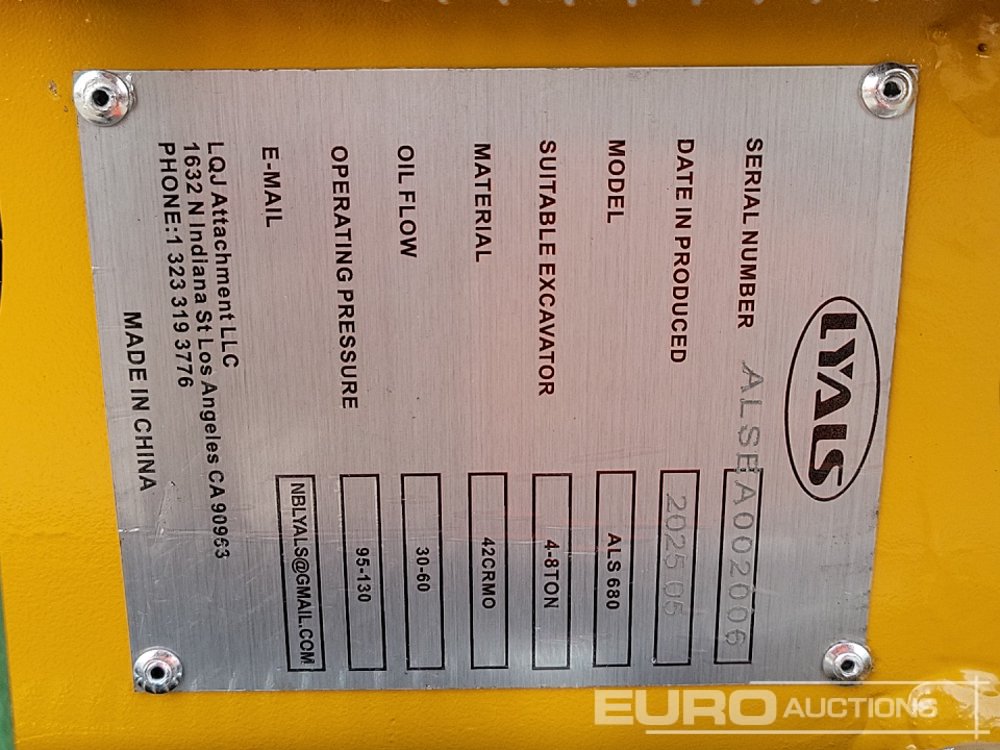 LYALS
SERIAL NUMBER ALSEA002006
DATE IN PRODUCED 2025 05
MODEL ALS 680
SUITABLE EXCAVATOR 4-8TON
MATERIAL 42CRMO
OIL FLOW 30-60
OPERATING PRESSURE 95-130
E-MAIL NBLYALS@GMAIL.COM
LQJ Attachment LLC
1632 N Indiana St Los Angeles CA 90963
PHONE:1 323 319 3776
MADE IN CHINA
EURO AUCTIONS